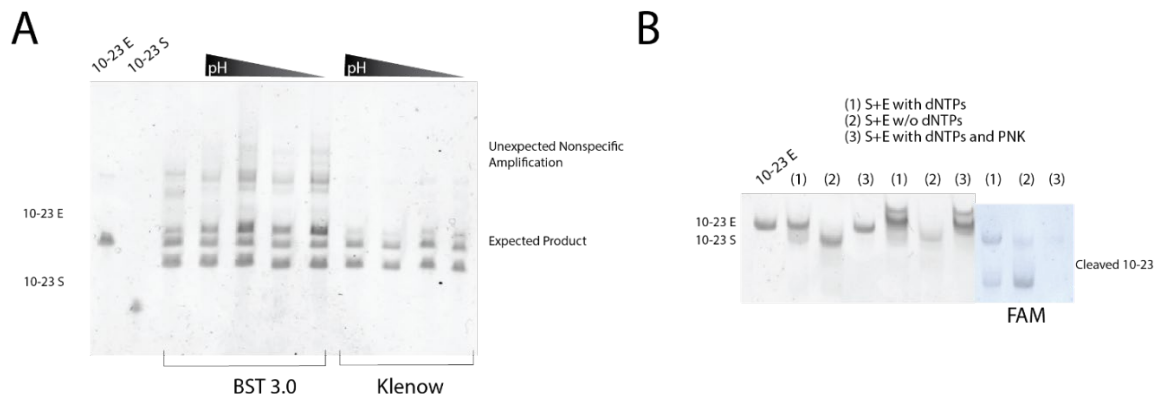 A
10-23 E
10-23 S
pH
pH
Unexpected Nonspecific
Amplification
10-23 E
Expected Product
10-23 S
BST 3.0
Klenow
B
(1) S+E with dNTPs
(2) S+E w/o dNTPs
(3) S+E with dNTPs and PNK
10-23 E
(1) (2) (3) (1) (2) (3) (1) (2) (3)
10-23 E
10-23 S
Cleaved 10-23
FAM